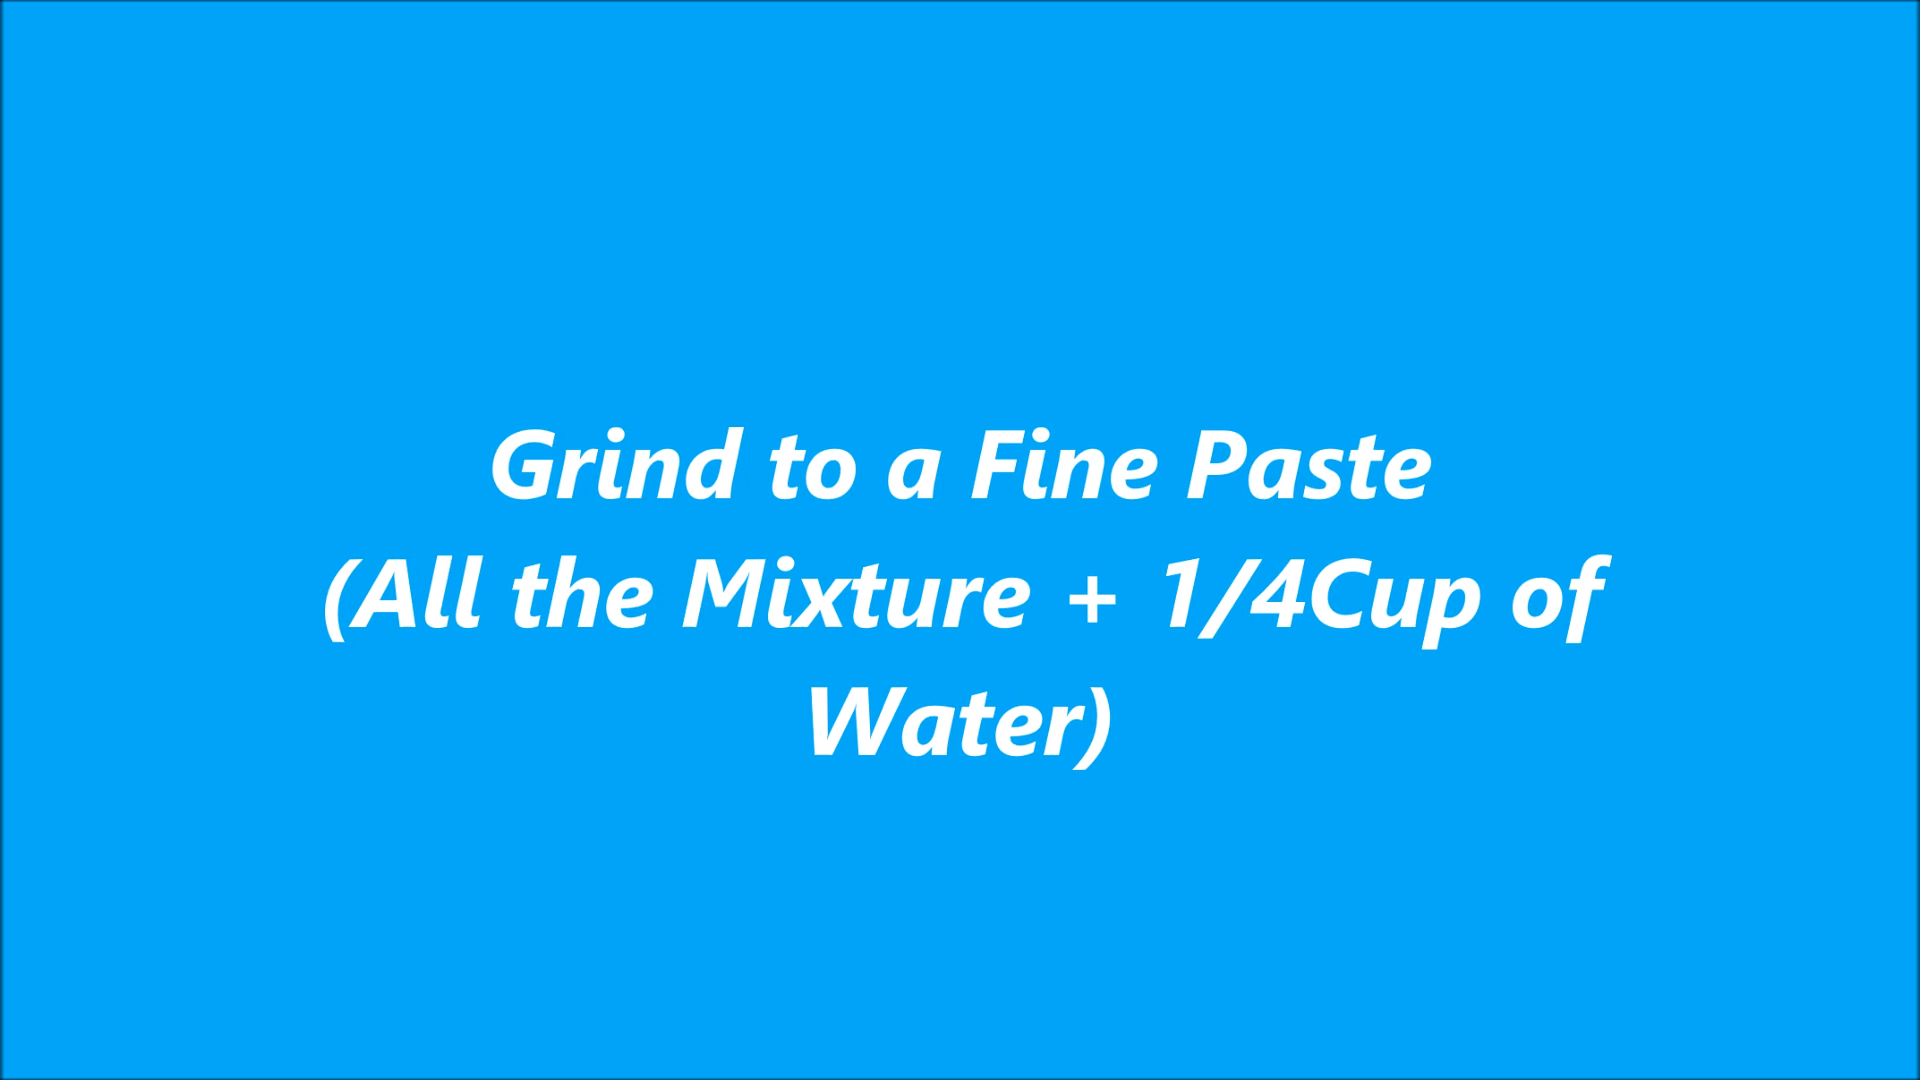 Grind to a Fine Paste
(All the Mixture + 1/4Cup of
Water)